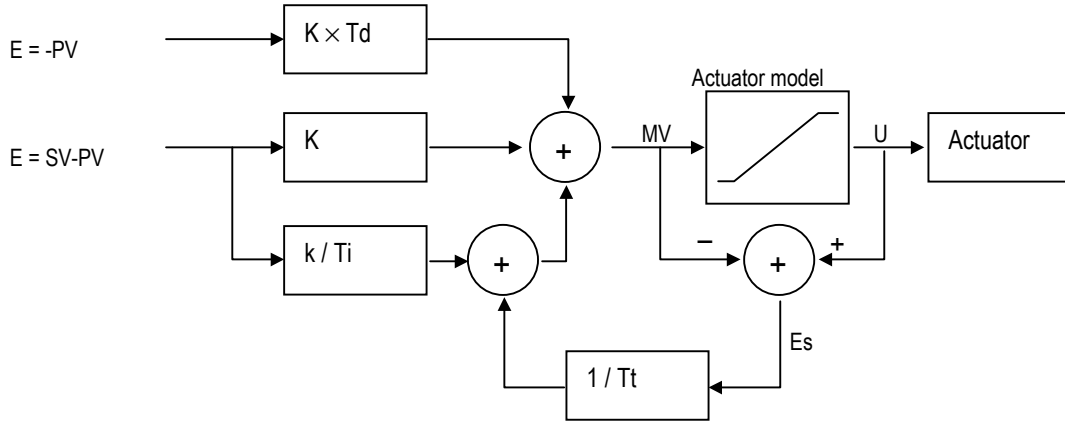 E = -PV
K × Td
Actuator model
E = SV-PV
K
+
MV
U
Actuator
k / Ti
+
−
+
+
Es
1 / Tt